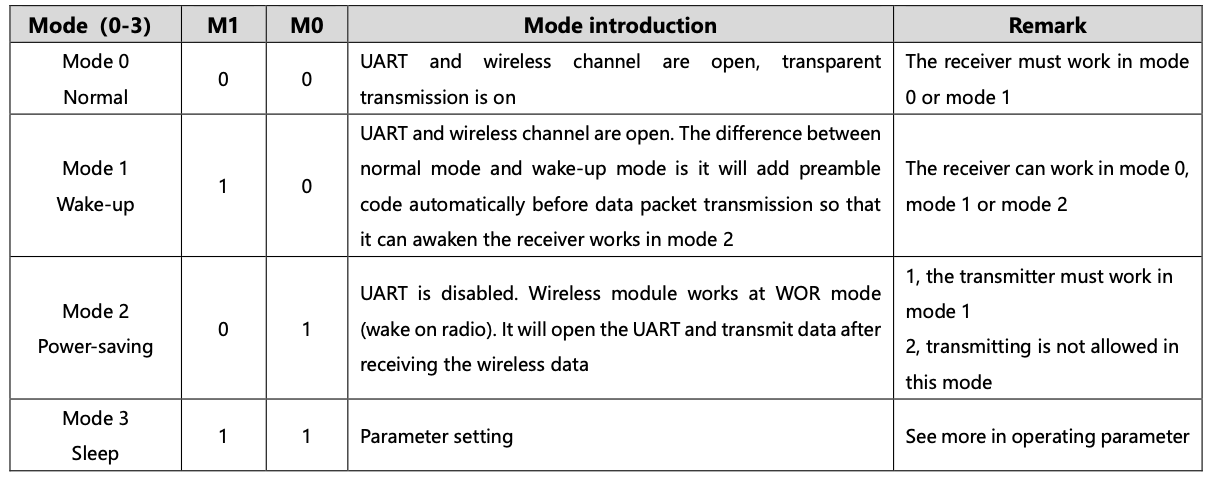 Mode (0-3) M1 M0 Mode introduction Remark
Mode 0
Normal
0 0
UART and wireless channel are open, transparent
transmission is on
The receiver must work in mode
0 or mode 1
Mode 1
Wake-up
1 0
UART and wireless channel are open. The difference between
normal mode and wake-up mode is it will add preamble
code automatically before data packet transmission so that
it can awaken the receiver works in mode 2
The receiver can work in mode 0,
mode 1 or mode 2
Mode 2
Power-saving
0 1
UART is disabled. Wireless module works at WOR mode
(wake on radio). It will open the UART and transmit data after
receiving the wireless data
1, the transmitter must work in
mode 1
2, transmitting is not allowed in
this mode
Mode 3
Sleep
1 1
Parameter setting
See more in operating parameter